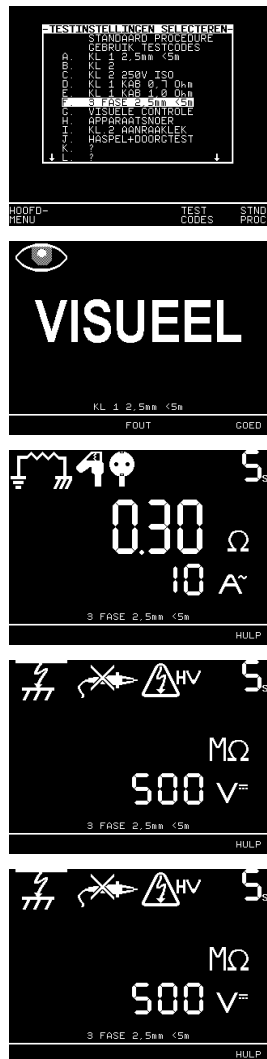 -TESTINSTELLINGEN SELECTEREN-
STANDAARD PROCEDURE
GEBRUIK TESTCODES
A. KL 1 2,5mm <5m
B. KL 2
C. KL 2 250V ISO
D. KL 1 KAB 0,7 Ohm
E. KL 1 KAB 1,0 Ohm
F. 3 FASE 2,5mm <5m
G. VISUELE CONTROLE
H. APPARAATSNOER
I. KL.2 AANRAAKLEK
J. HASPEL+DOORGTEST
K. ?
L. ?
HOOFD-MENU TEST CODES STND PROC
VISUEEL
KL 1 2,5mm <5m
FOUT GOED
5s
0.30 Ω
10 A~
3 FASE 2,5mm <5m
HULP
HV 5s
MΩ
500 V=
3 FASE 2,5mm <5m
HULP
HV 5s
MΩ
500 V=
3 FASE 2,5mm <5m
HULP